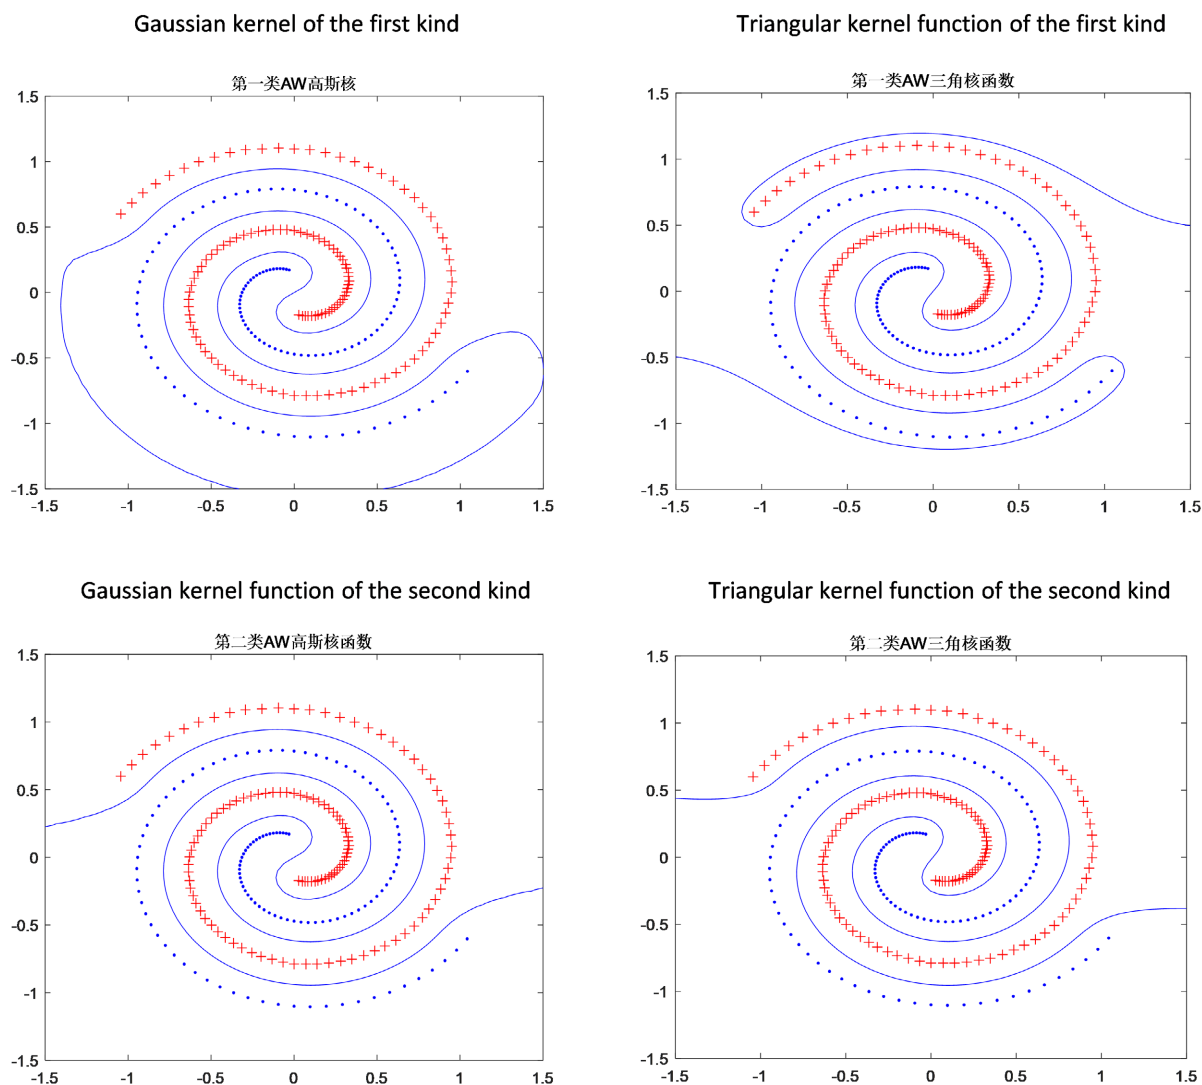 Gaussian kernel of the first kind
第一类AW高斯核
1.5
1
0.5
0
-0.5
-1
-1.5
-1.5 -1 -0.5 0 0.5 1 1.5
Triangular kernel function of the first kind
第一类AW三角核函数
1.5
1
0.5
0
-0.5
-1
-1.5
-1.5 -1 -0.5 0 0.5 1 1.5
Gaussian kernel function of the second kind
第二类AW高斯核函数
1.5
1
0.5
0
-0.5
-1
-1.5
-1.5 -1 -0.5 0 0.5 1 1.5
Triangular kernel function of the second kind
第二类AW三角核函数
1.5
1
0.5
0
-0.5
-1
-1.5
-1.5 -1 -0.5 0 0.5 1 1.5